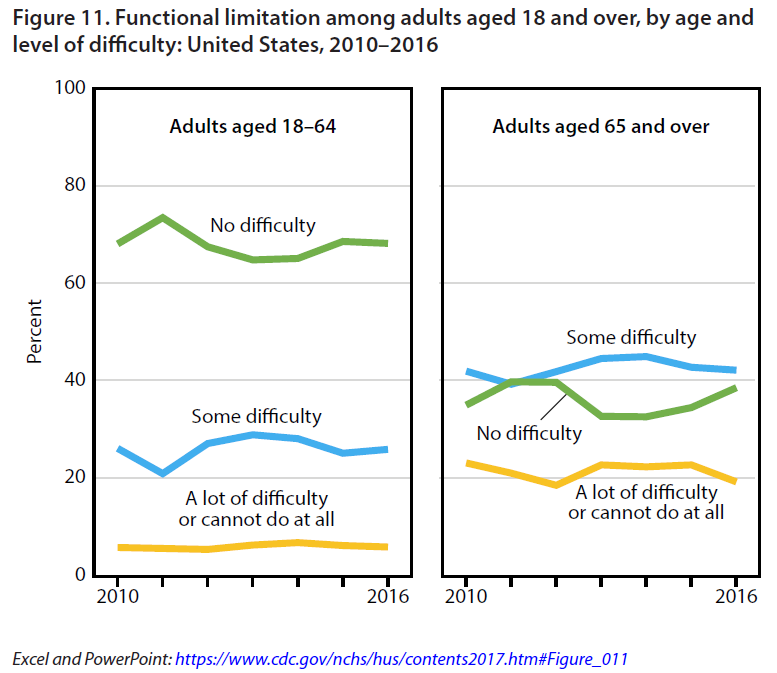 Figure 11. Functional limitation among adults aged 18 and over, by age and
level of difficulty: United States, 2010–2016
100
80
60
40
20
0
Percent
Adults aged 18–64
No difficulty
Some difficulty
A lot of difficulty
or cannot do at all
2010
2016
Adults aged 65 and over
Some difficulty
No difficulty
A lot of difficulty
or cannot do at all
2010
2016
Excel and PowerPoint: https://www.cdc.gov/nchs/hus/contents2017.htm#Figure_011